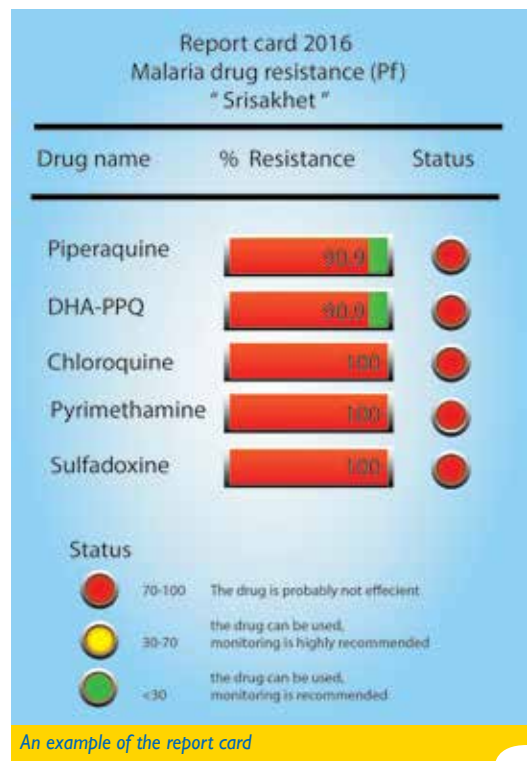 Report card 2016
Malaria drug resistance (Pf)
“ Srisakhet ”
Drug name % Resistance Status
Piperaquine 90.9
DHA-PPQ 90.9
Chloroquine 100
Pyrimethamine 100
Sulfadoxine 100
Status
70-100 The drug is probably not effecient
the drug can be used,
30-70 monitoring is highly recommended
the drug can be used,
<30 monitoring is recommended
An example of the report card